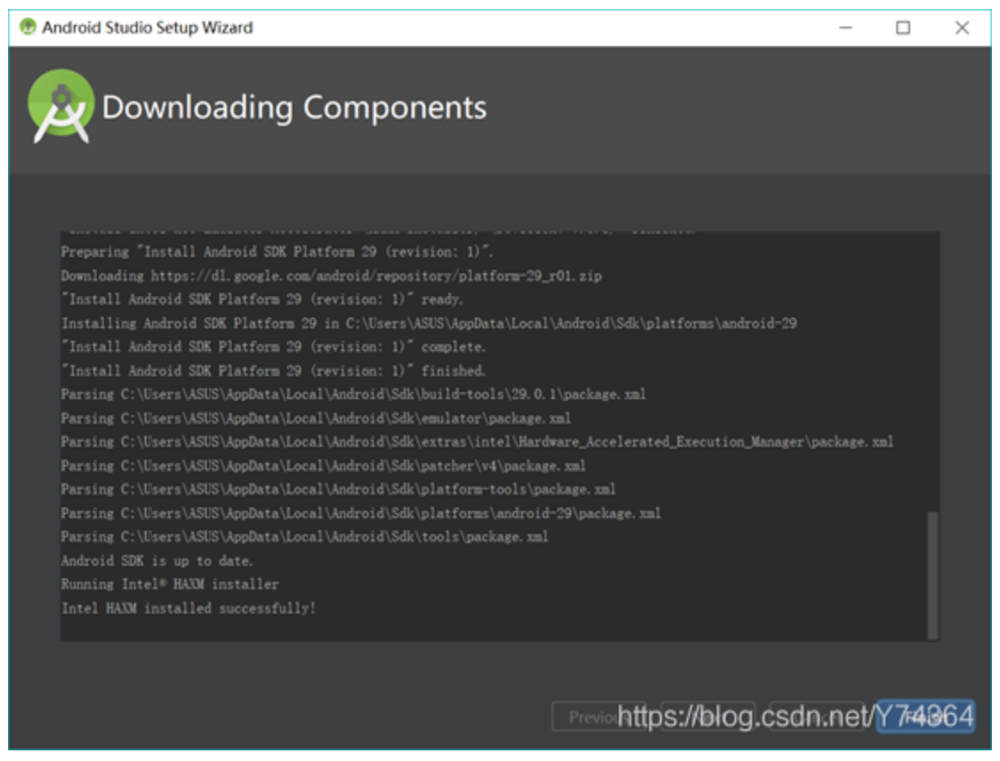 Android Studio Setup Wizard
Downloading Components
Preparing "Install Android SDK Platform 29 (revision: 1)".
Downloading https://dl.google.com/android/repository/platform-29_r01.zip
"Install Android SDK Platform 29 (revision: 1)" ready.
Installing Android SDK Platform 29 in C:\Users\ASUS\AppData\Local\Android\Sdk\platforms\android-29
"Install Android SDK Platform 29 (revision: 1)" complete.
"Install Android SDK Platform 29 (revision: 1)" finished.
Parsing C:\Users\ASUS\AppData\Local\Android\Sdk\build-tools\29.0.1\package.xml
Parsing C:\Users\ASUS\AppData\Local\Android\Sdk\emulator\package.xml
Parsing C:\Users\ASUS\AppData\Local\Android\Sdk\extras\intel\Hardware_Accelerated_Execution_Manager\package.xml
Parsing C:\Users\ASUS\AppData\Local\Android\Sdk\patcher\v4\package.xml
Parsing C:\Users\ASUS\AppData\Local\Android\Sdk\platform-tools\package.xml
Parsing C:\Users\ASUS\AppData\Local\Android\Sdk\platforms\android-29\package.xml
Parsing C:\Users\ASUS\AppData\Local\Android\Sdk\tools\package.xml
Android SDK is up to date.
Running Intel® HAXM installer
Intel HAXM installed successfully!
Previous Finish
https://blog.csdn.net/Y74364